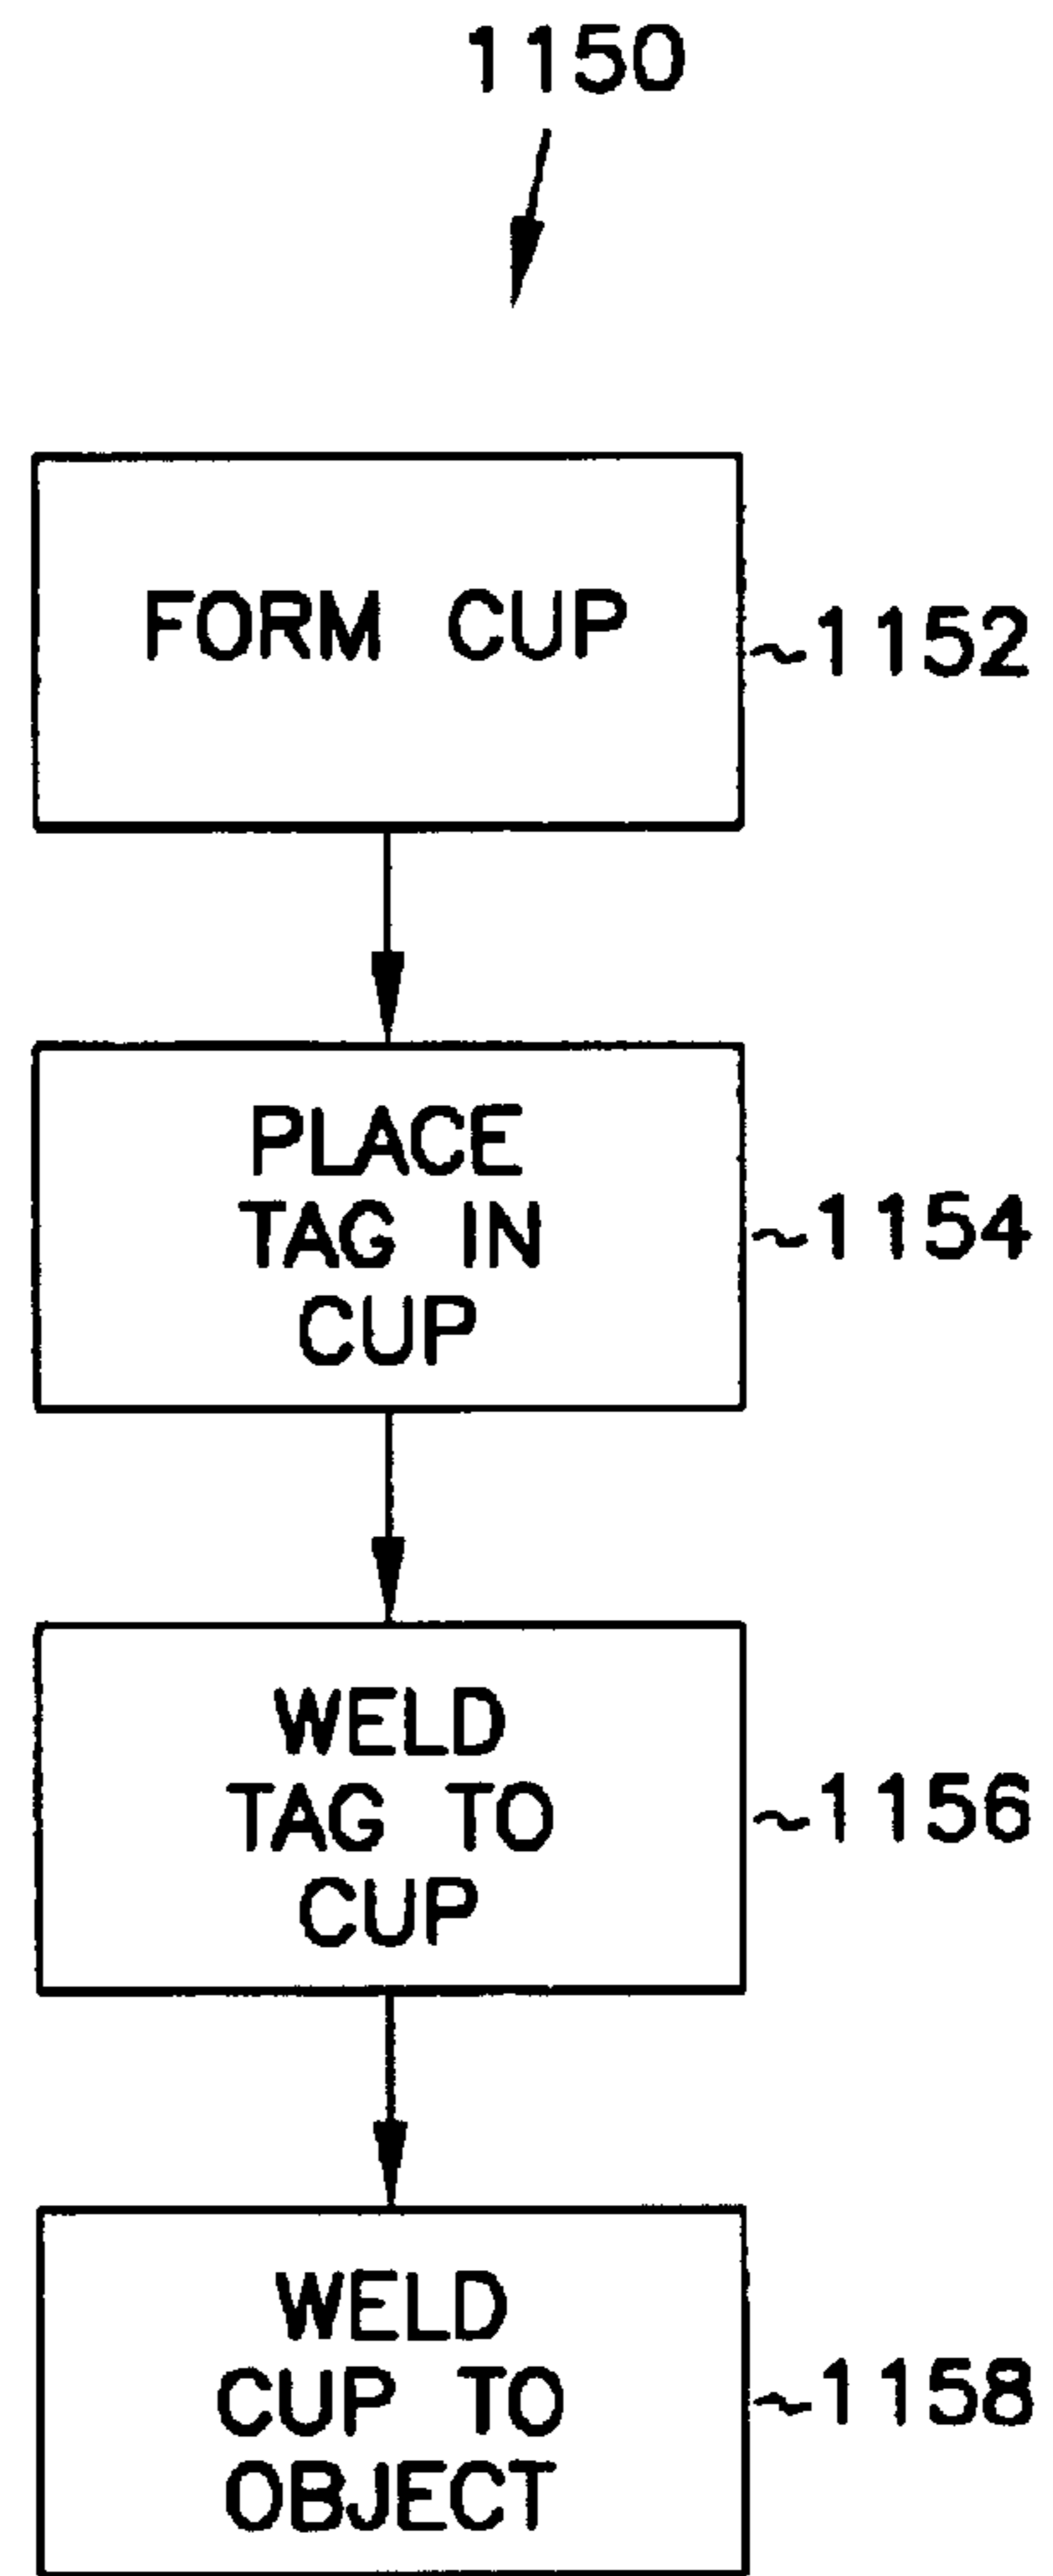 1150
FORM CUP
1152
PLACE
TAG IN
CUP
1154
WELD
TAG TO
CUP
1156
WELD
CUP TO
OBJECT
1158